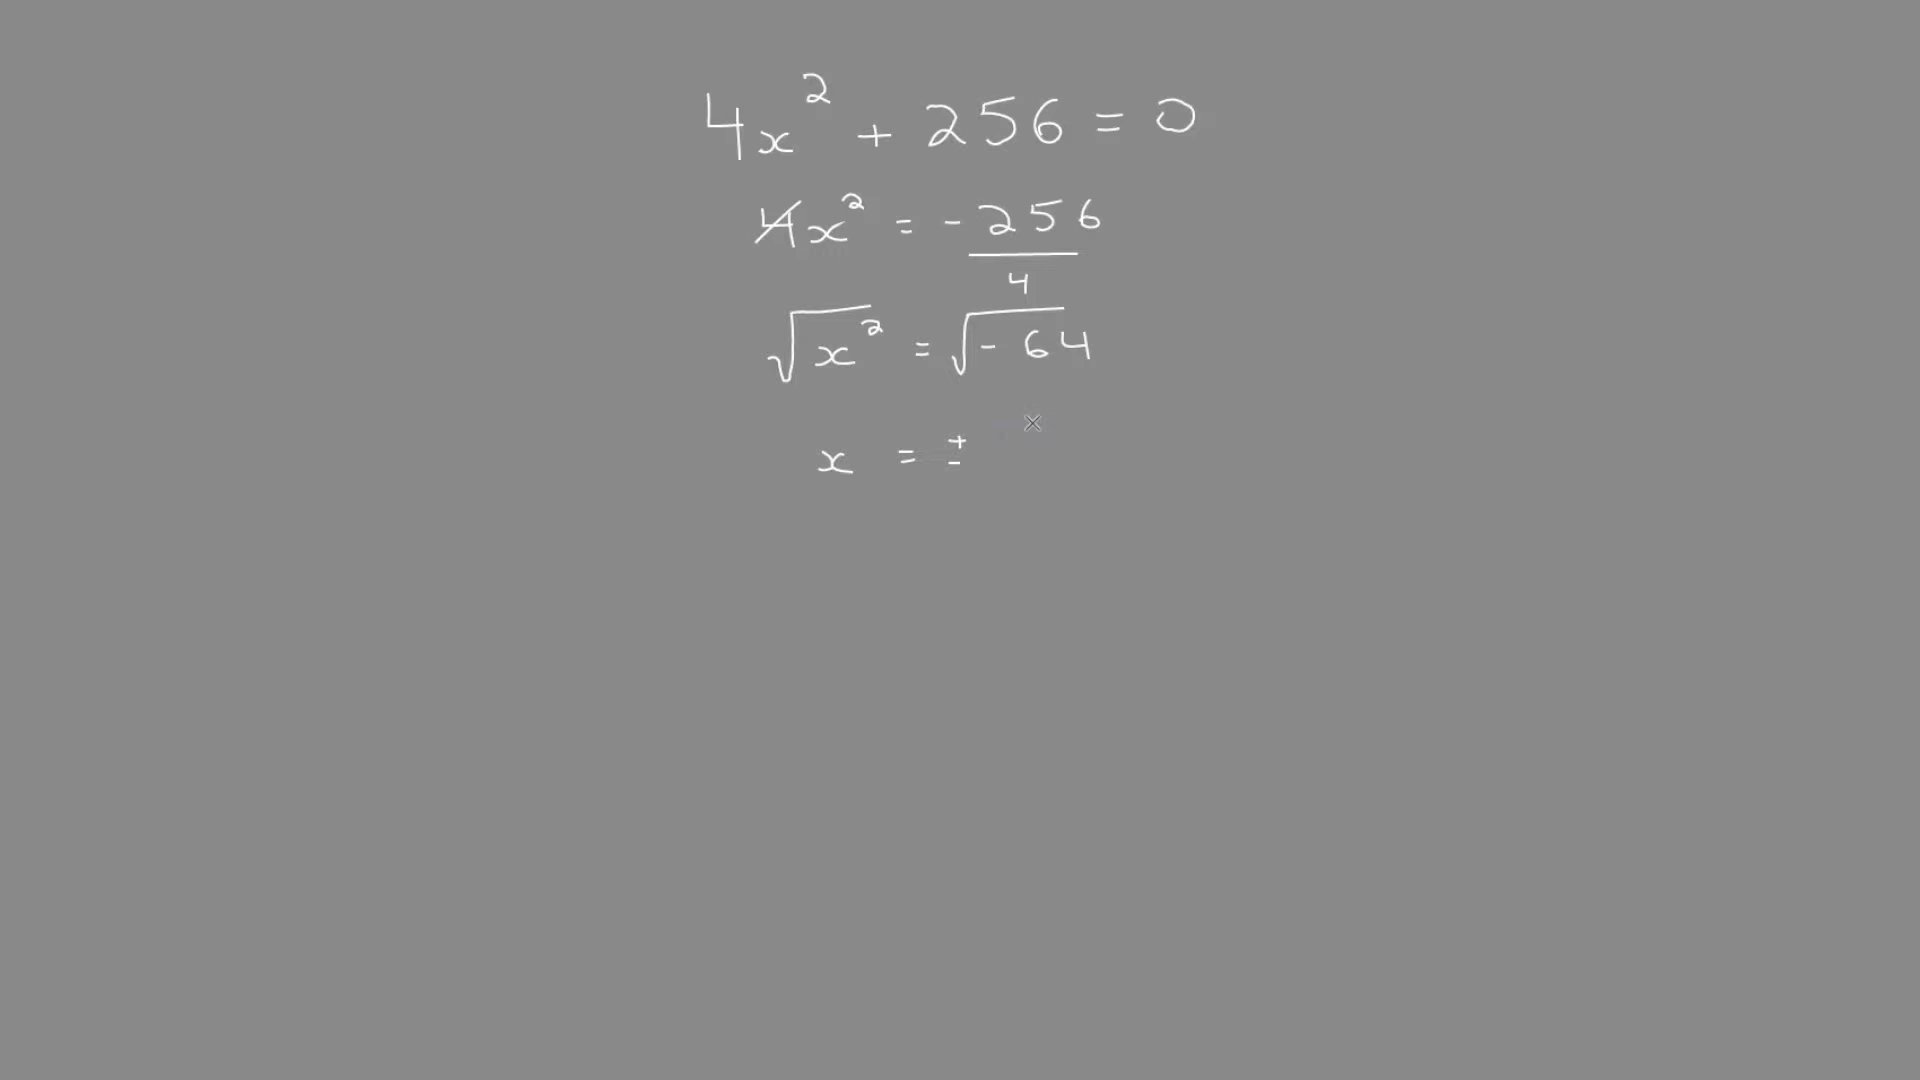 4x² + 256 = 0
4x² = - 256
4
√x² = √- 64
x = ±